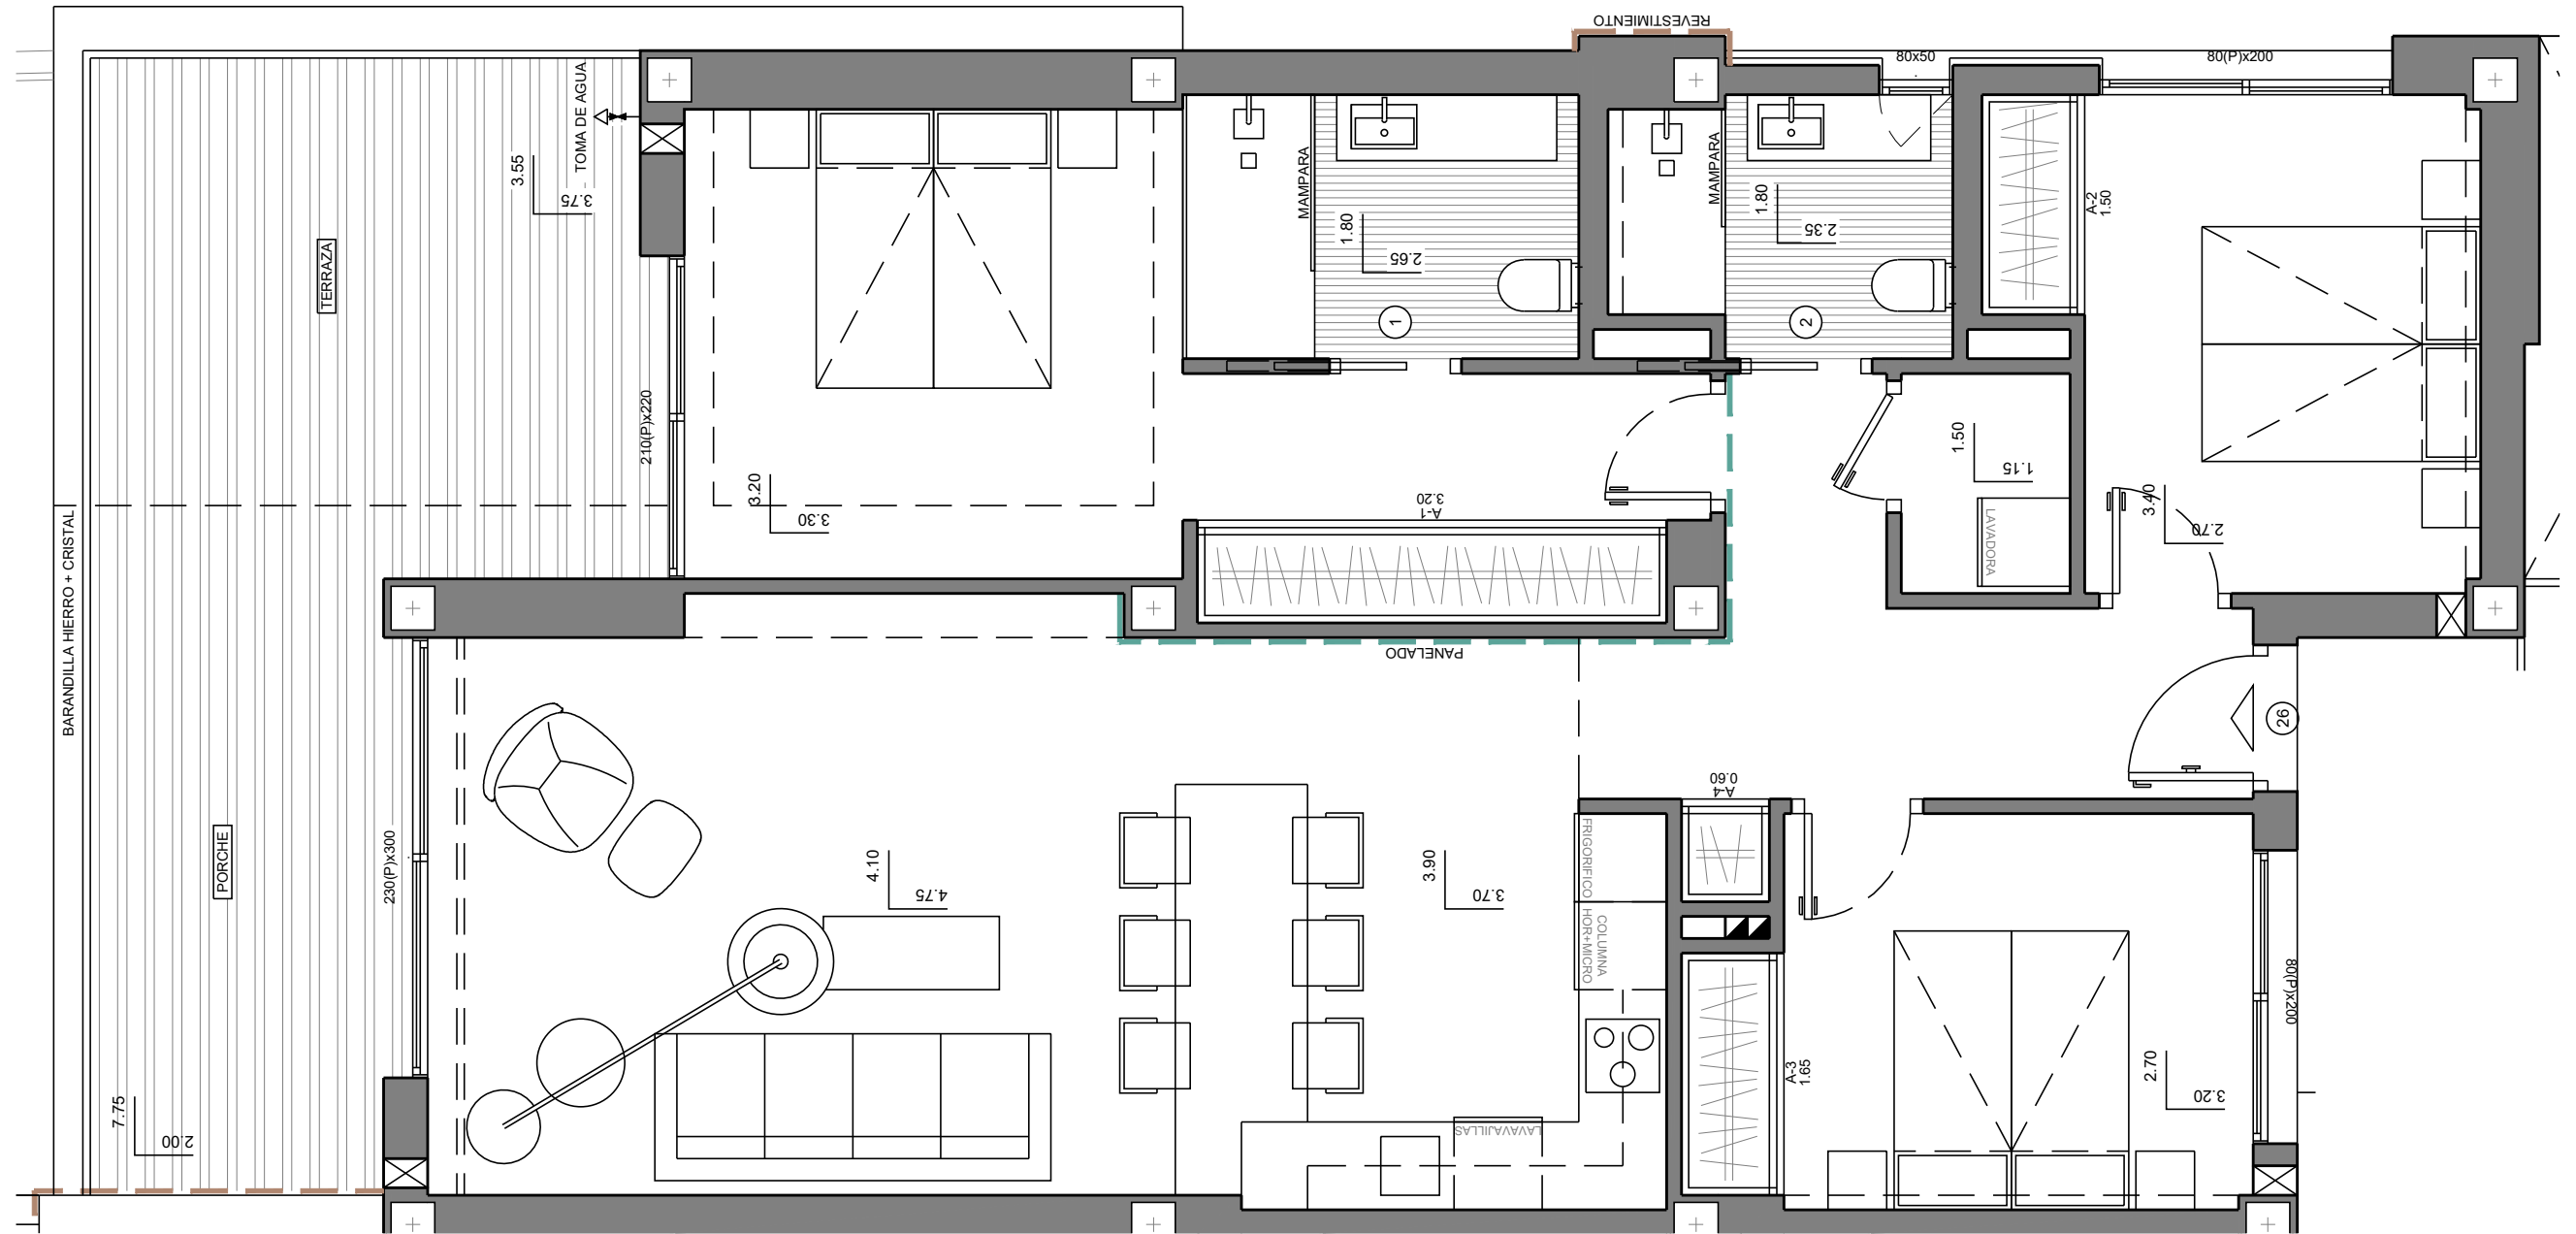 REVESTIMIENTO
80x50
80(P)x200
TOMA DE AGUA
3.55
3.75
TERRAZA
MAMPARA
1.80
2.65
1
MAMPARA
1.80
2.35
2
A-2
1.50
210(P)x220
3.20
3.30
A-1
3.20
1.50
1.15
LAVADORA
3.40
2.70
BARANDILLA HIERRO + CRISTAL
PANELADO
26
A-4
0.60
PORCHE
230(P)x300
4.10
4.75
3.90
3.70
FRIGORIFICO
COLUMNA
HOR+MICRO
LAVAVAJILLAS
A-3
1.65
2.70
3.20
80(P)x200
7.75
2.00